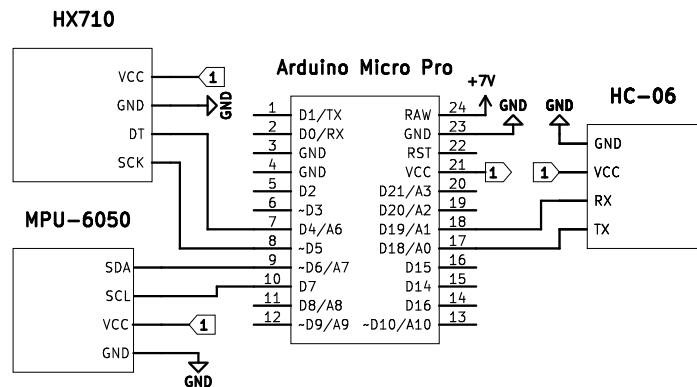 HX710
VCC
1
GND
GND
DT
SCK
MPU-6050
SDA
SCL
VCC
1
GND
GND
Arduino Micro Pro
1 D1/TX
2 D0/RX
3 GND
4 GND
5 D2
6 ~D3
7 D4/A6
8 ~D5
9 ~D6/A7
10 D7
11 D8/A8
12 ~D9/A9
RAW 24
GND 23
RST 22
VCC 21
D21/A3 20
D20/A2 19
D19/A1 18
D18/A0 17
D15 16
D14 15
D16 14
~D10/A10 13
+7V
GND
1
HC-06
GND
GND
1
VCC
RX
TX